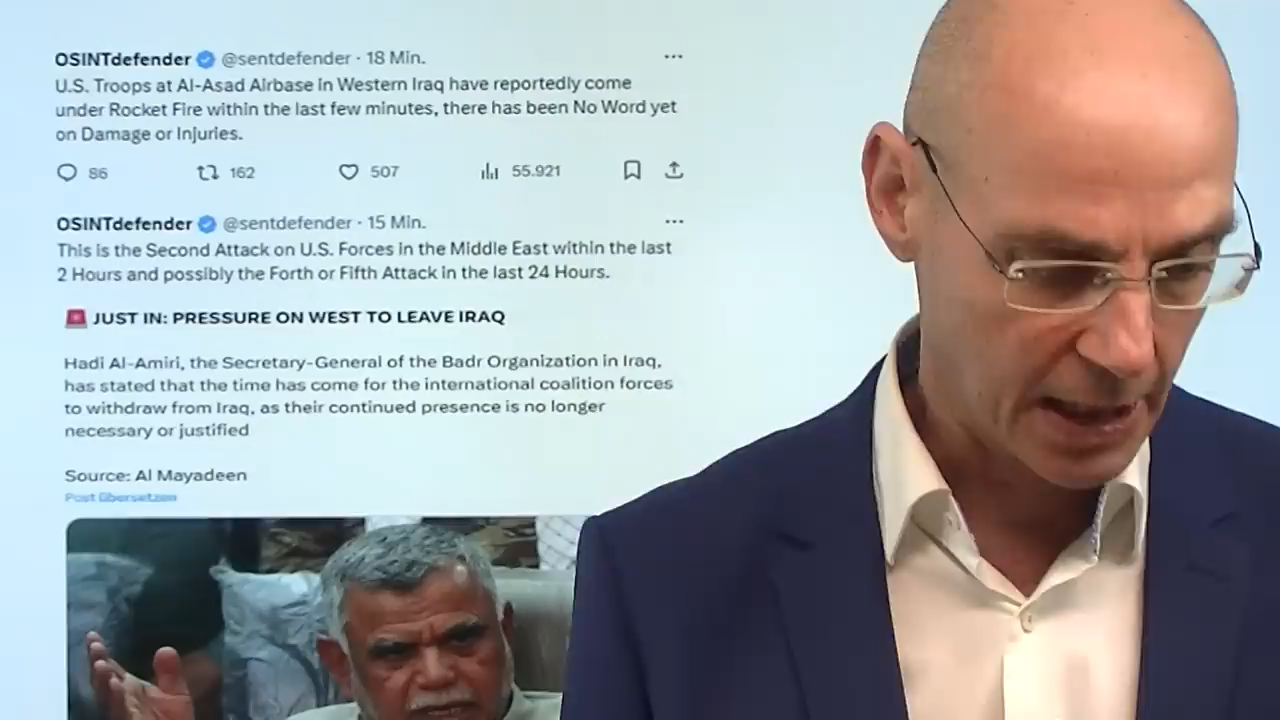 OSINTdefender @sentdefender · 18 Min.
U.S. Troops at Al-Asad Airbase in Western Iraq have reportedly come
under Rocket Fire within the last few minutes, there has been No Word yet
on Damage or Injuries.
86 162 507 55.921
OSINTdefender @sentdefender · 15 Min.
This is the Second Attack on U.S. Forces in the Middle East within the last
2 Hours and possibly the Forth or Fifth Attack in the last 24 Hours.
JUST IN: PRESSURE ON WEST TO LEAVE IRAQ
Hadi Al-Amiri, the Secretary-General of the Badr Organization in Iraq,
has stated that the time has come for the international coalition forces
to withdraw from Iraq, as their continued presence is no longer
necessary or justified
Source: Al Mayadeen
Post übersetzen